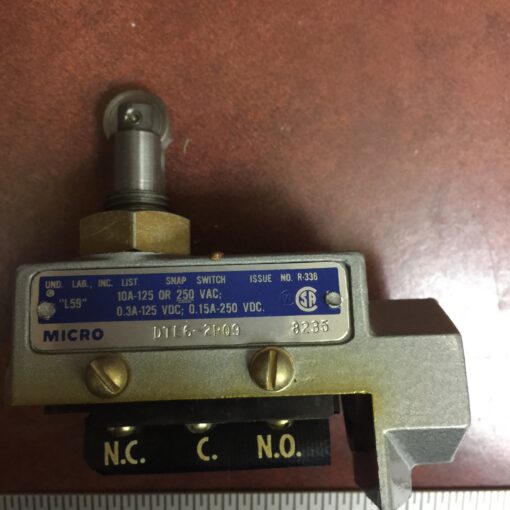 UND. LAB., INC. LIST. SNAP SWITCH ISSUE NO. R-336
"L59" 10A-125 OR 250 VAC;
0.3A-125 VDC; 0.15A-250 VDC.
MICRO 8235
N.C. C. N.O.